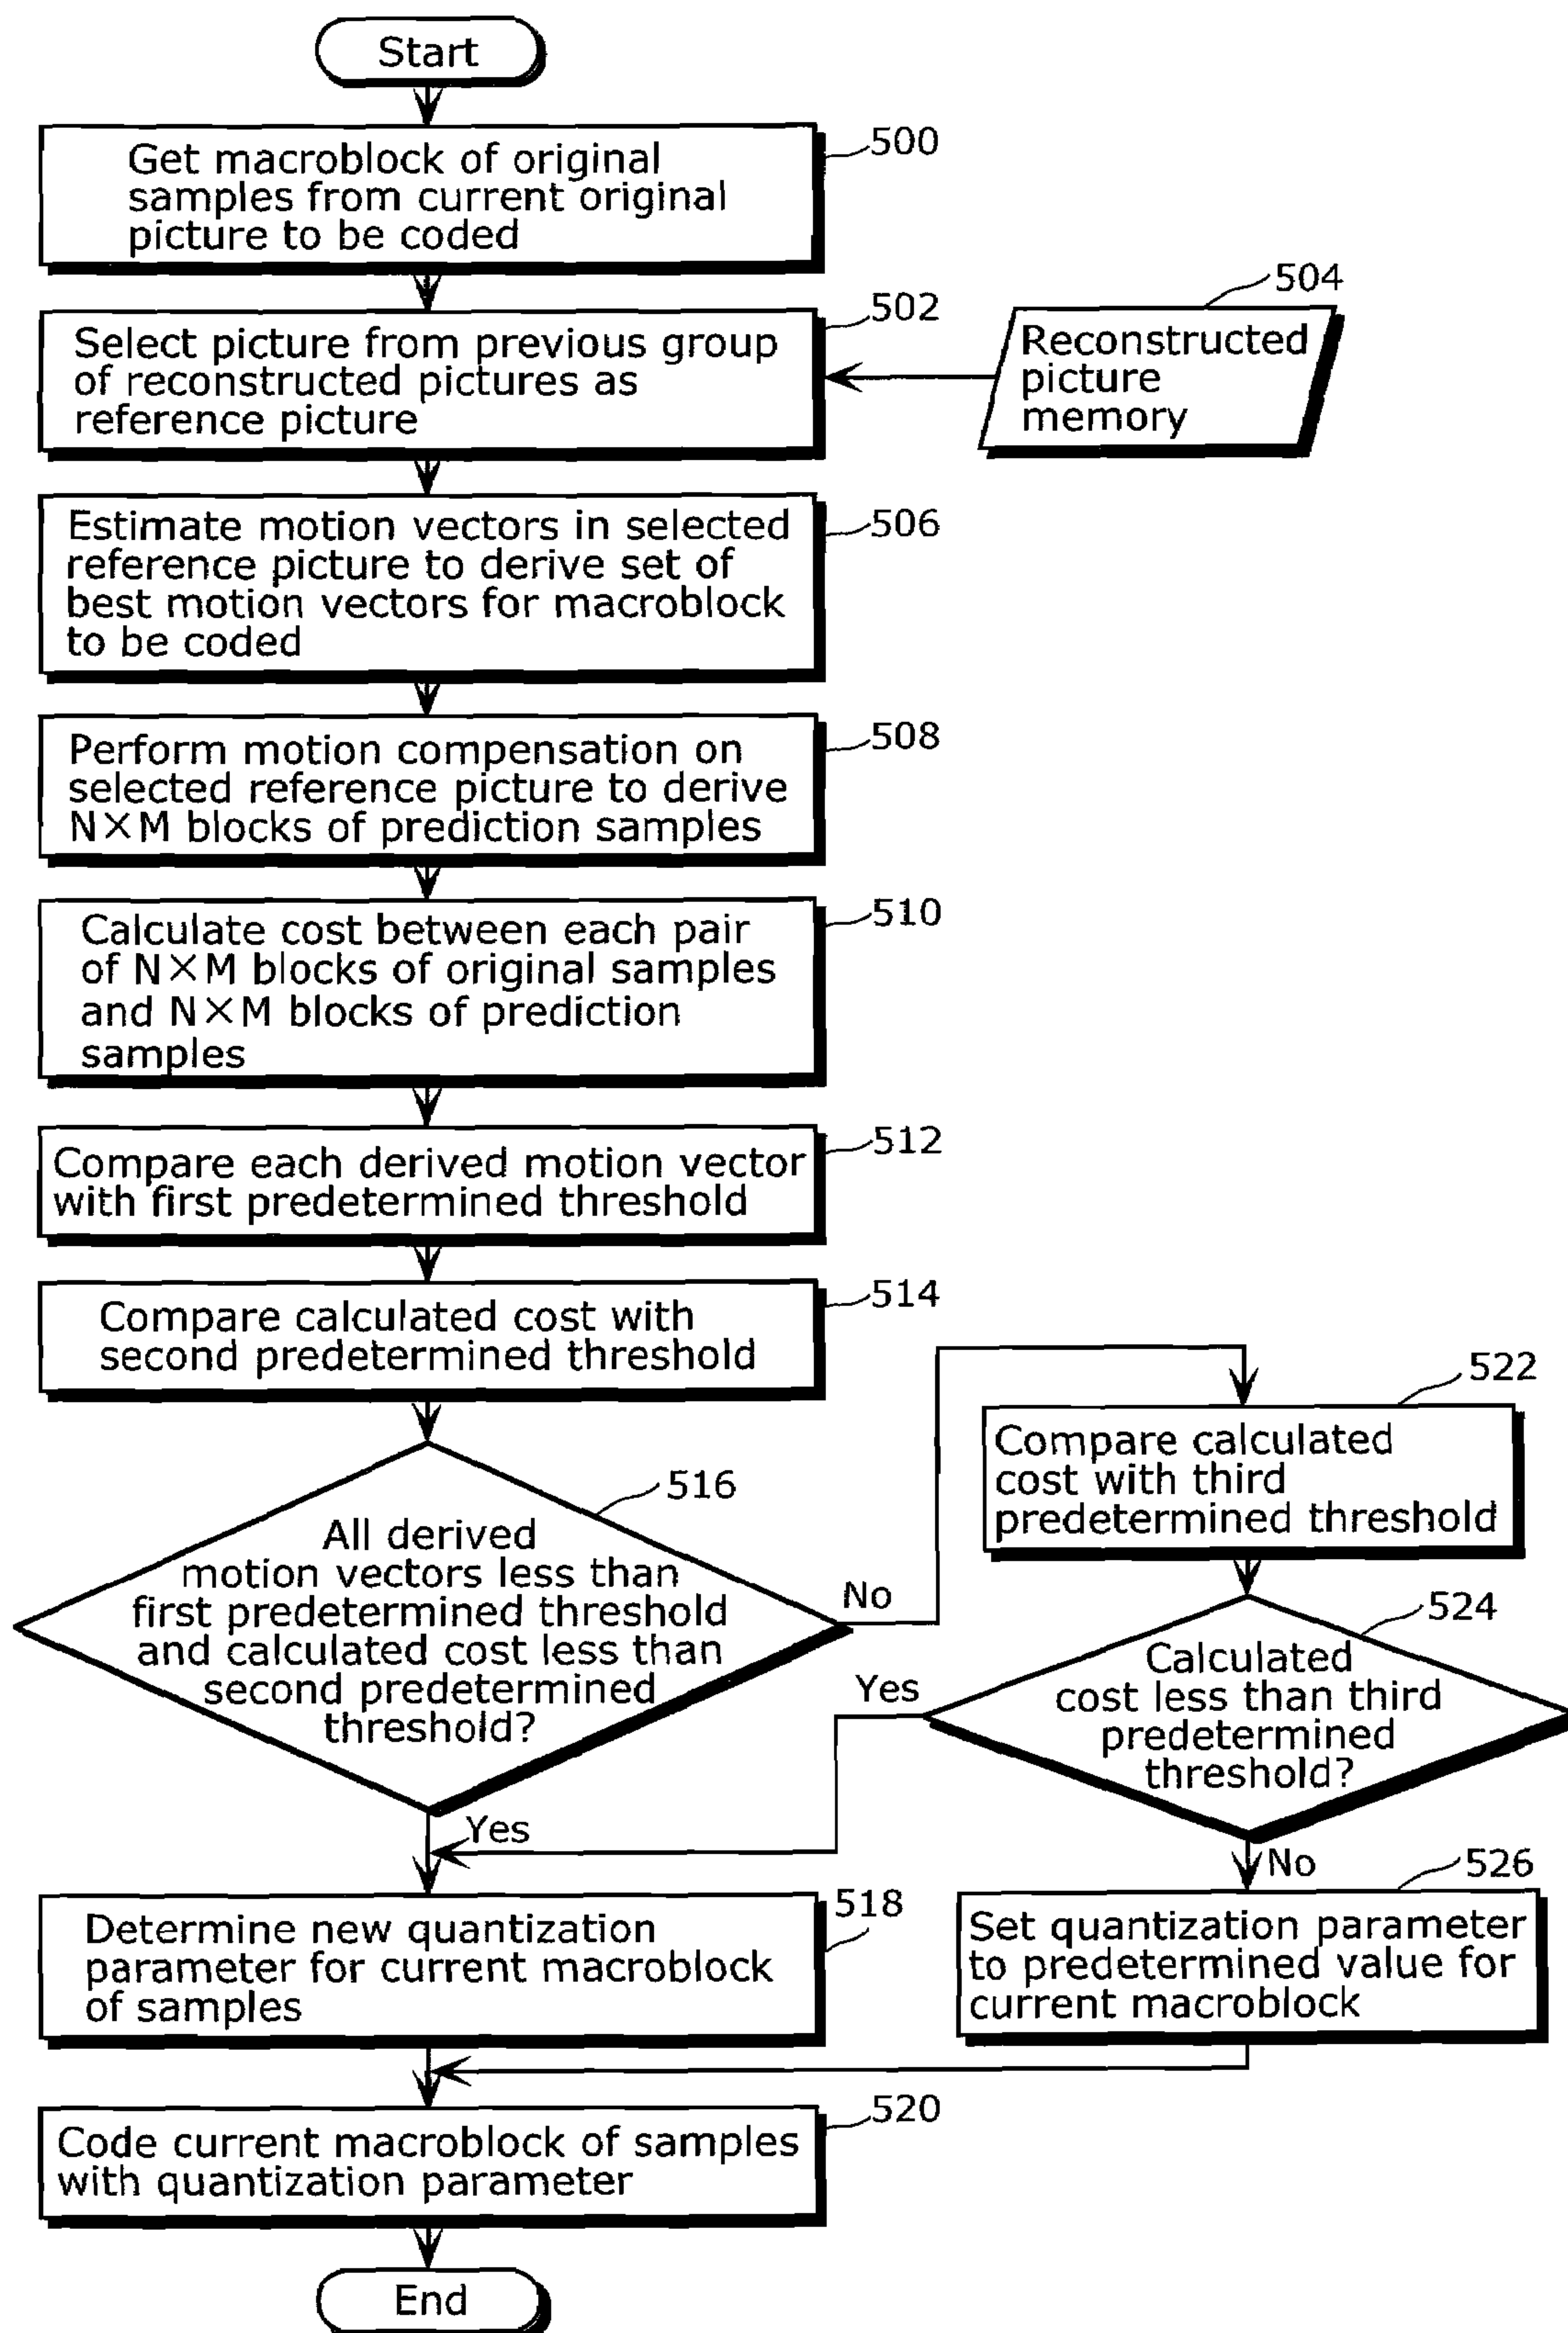 Start
Get macroblock of original
samples from current original
picture to be coded
500
Select picture from previous group
of reconstructed pictures as
reference picture
502
504
Reconstructed
picture
memory
Estimate motion vectors in selected
reference picture to derive set of
best motion vectors for macroblock
to be coded
506
Perform motion compensation on
selected reference picture to derive
N×M blocks of prediction samples
508
Calculate cost between each pair
of N×M blocks of original samples
and N×M blocks of prediction
samples
510
Compare each derived motion vector
with first predetermined threshold
512
Compare calculated cost with
second predetermined threshold
514
All derived
motion vectors less than
first predetermined threshold
and calculated cost less than
second predetermined
threshold?
516
No
Yes
522
Compare calculated
cost with third
predetermined threshold
524
Calculated
cost less than third
predetermined
threshold?
Yes
No
Determine new quantization
parameter for current macroblock
of samples
518
526
Set quantization parameter
to predetermined value for
current macroblock
Code current macroblock of samples
with quantization parameter
520
End